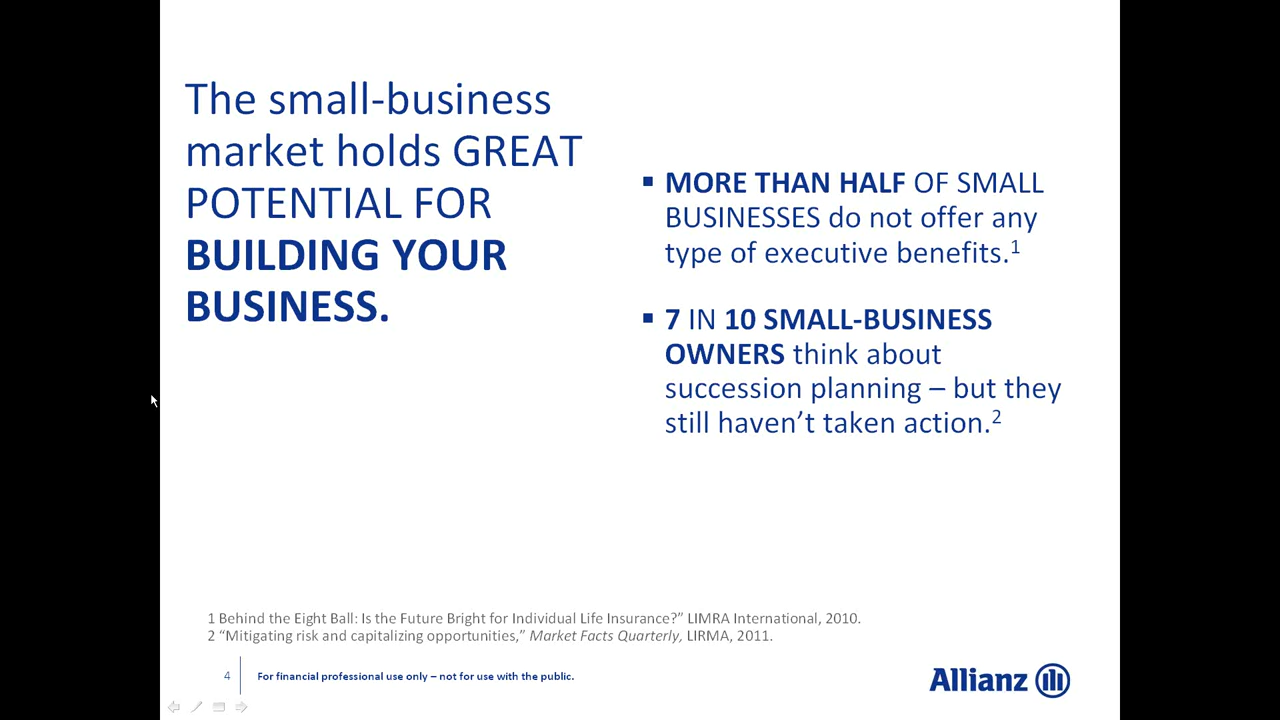 The small-business
market holds GREAT
POTENTIAL FOR
BUILDING YOUR
BUSINESS.
▪ MORE THAN HALF OF SMALL
BUSINESSES do not offer any
type of executive benefits.1
▪ 7 IN 10 SMALL-BUSINESS
OWNERS think about
succession planning – but they
still haven’t taken action.2
1 Behind the Eight Ball: Is the Future Bright for Individual Life Insurance?” LIMRA International, 2010.
2 “Mitigating risk and capitalizing opportunities,” Market Facts Quarterly, LIRMA, 2011.
4
For financial professional use only – not for use with the public.
Allianz